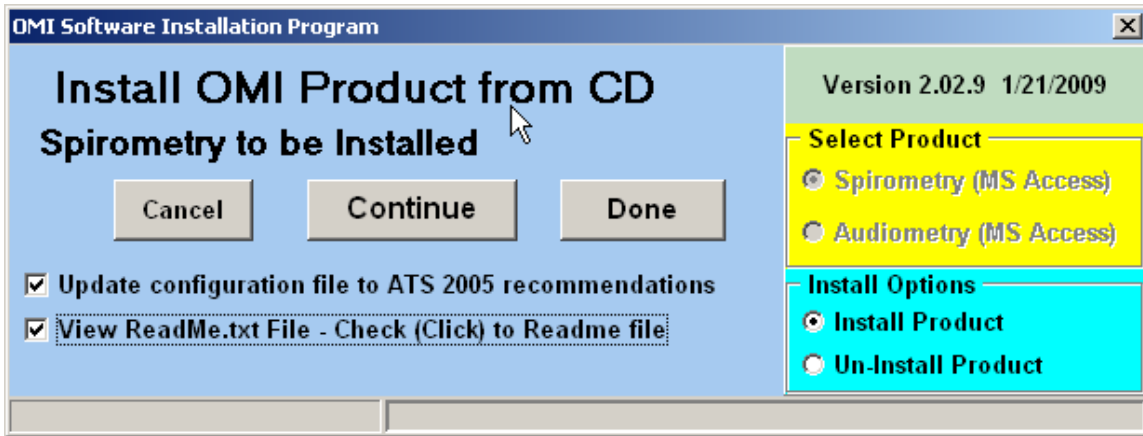 OMI Software Installation Program
Install OMI Product from CD
Spirometry to be Installed
Cancel
Continue
Done
Update configuration file to ATS 2005 recommendations
View ReadMe.txt File - Check (Click) to Readme file
Version 2.02.9 1/21/2009
Select Product
Spirometry (MS Access)
Audiometry (MS Access)
Install Options
Install Product
Un-Install Product